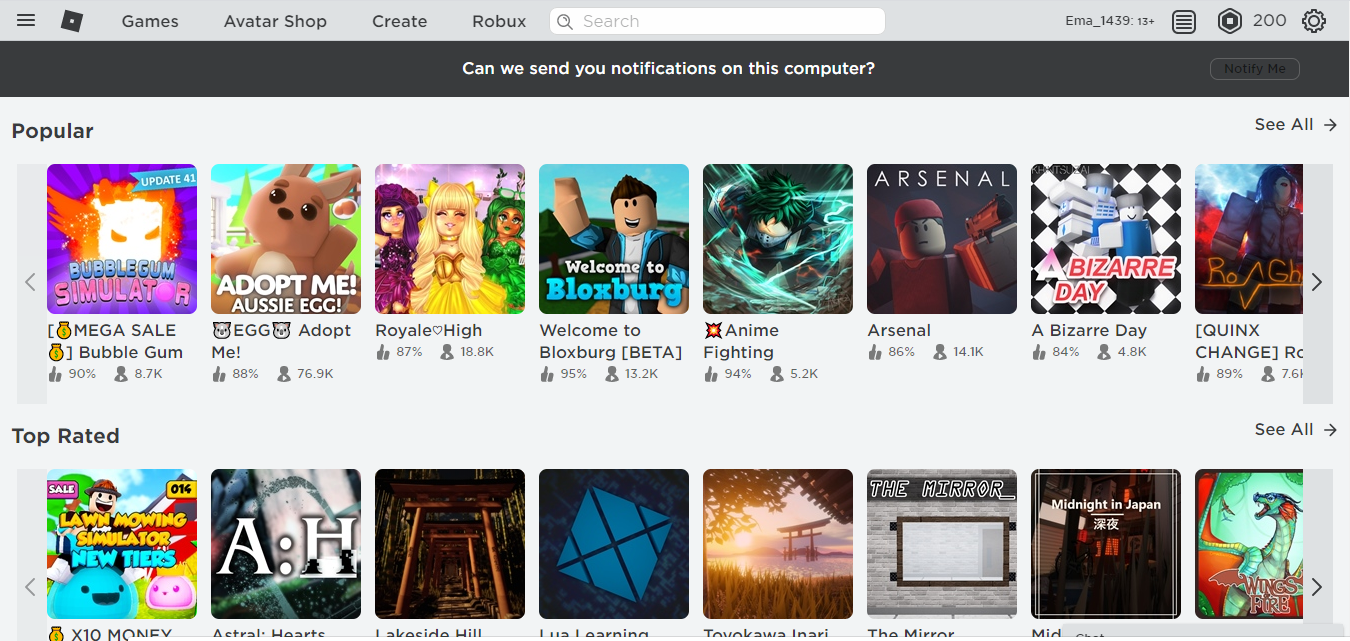 Games Avatar Shop Create Robux Search Ema_1439: 13+ 200
Can we send you notifications on this computer? Notify Me
Popular
See All
UPDATE 41
BUBBLEGUM
SIMULATOR
ADOPT ME!
AUSSIE EGG!
Welcome to
Bloxburg
ARSENAL
A BIZARRE
DAY
Ro Gh
[💰MEGA SALE
💰] Bubble Gum
90% 8.7K
🐨EGG🐨 Adopt
Me!
88% 76.9K
Royale♡High
87% 18.8K
Welcome to
Bloxburg [BETA]
95% 13.2K
💥Anime
Fighting
94% 5.2K
Arsenal
86% 14.1K
A Bizarre Day
84% 4.8K
[QUINX
CHANGE] Ro
89% 7.6K
Top Rated
See All
SALE
014
LAWN MOWING
SIMULATOR
NEW TIERS
A:H
THE MIRROR_
Midnight in Japan
深夜
WINGS
OF
FIRE
💰 X10 MONEY
Astral: Hearts
Lakeside Hill
Lua Learning
Toyokawa Inari
The Mirror
Mid
Chat